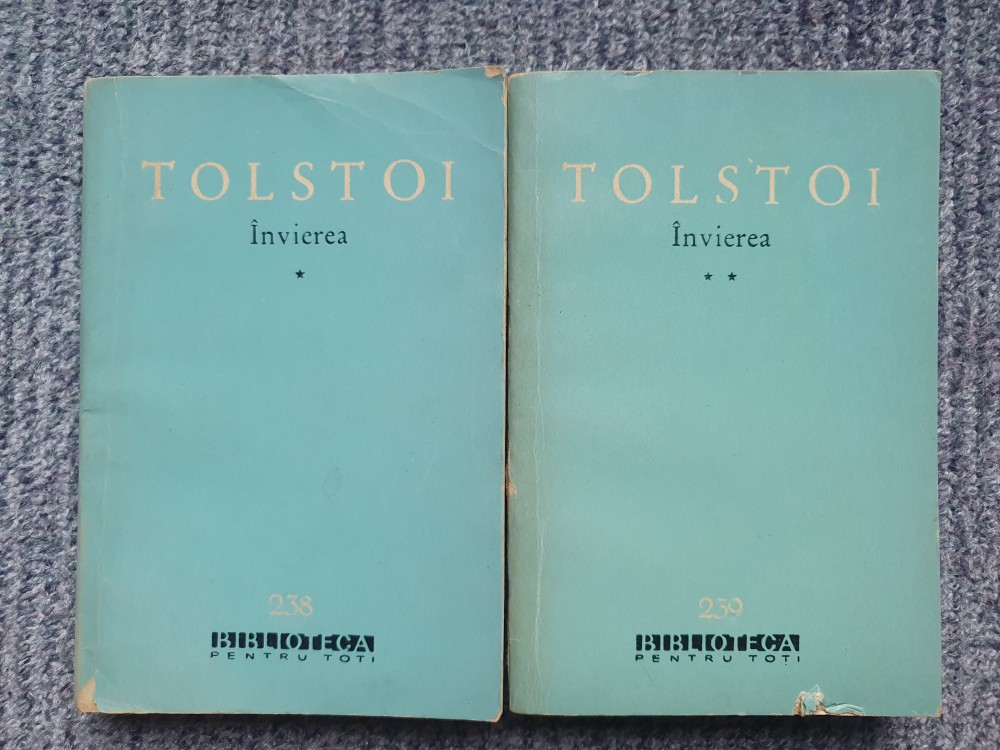 TOLSTOI
Învierea
★
238
BIBLIOTECA
PENTRU TOȚI
TOLSTOI
Învierea
★ ★
239
BIBLIOTECA
PENTRU TOȚI